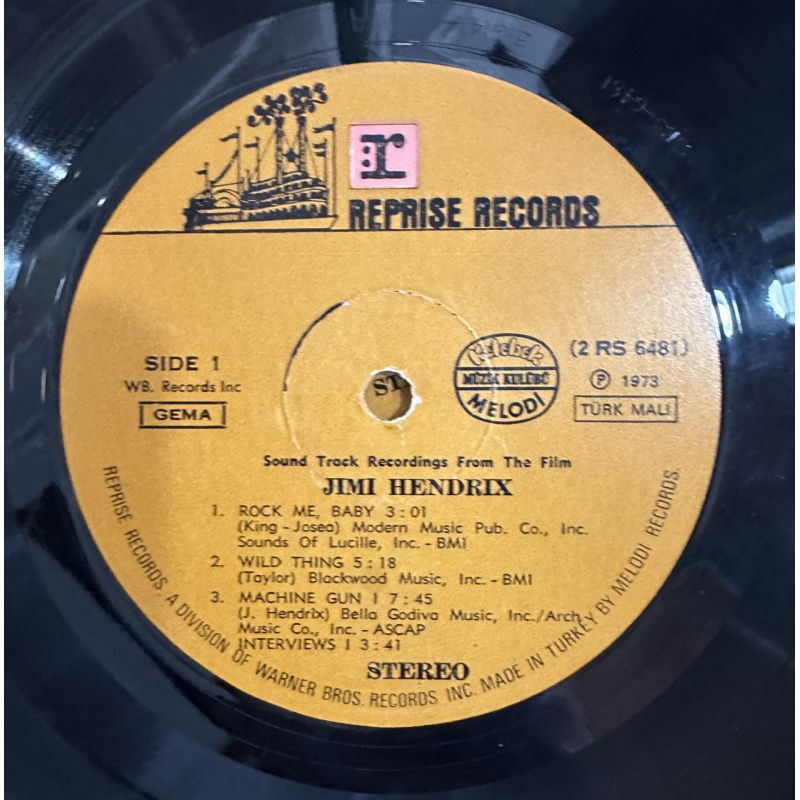 r
REPRISE RECORDS
SIDE 1
WB. Records Inc
GEMA
ST
Kelebek
MÜZİK KULÜBÜ
MELODİ
(2 RS 6481)
Ⓟ 1973
TÜRK MALI
Sound Track Recordings From The Film
JIMI HENDRIX
1. ROCK ME, BABY 3 : 01
(King - Josea) Modern Music Pub. Co., Inc.
Sounds Of Lucille, Inc. - BMI
2. WILD THING 5 : 18
(Taylor) Blackwood Music, Inc. - BMI
3. MACHINE GUN I 7 : 45
(J. Hendrix) Bella Godiva Music, Inc./Arch
Music Co., Inc. - ASCAP
INTERVIEWS I 3 : 41
STEREO
REPRISE RECORDS, A DIVISION OF WARNER BROS. RECORDS INC. MADE IN TURKEY BY MELODİ RECORDS.